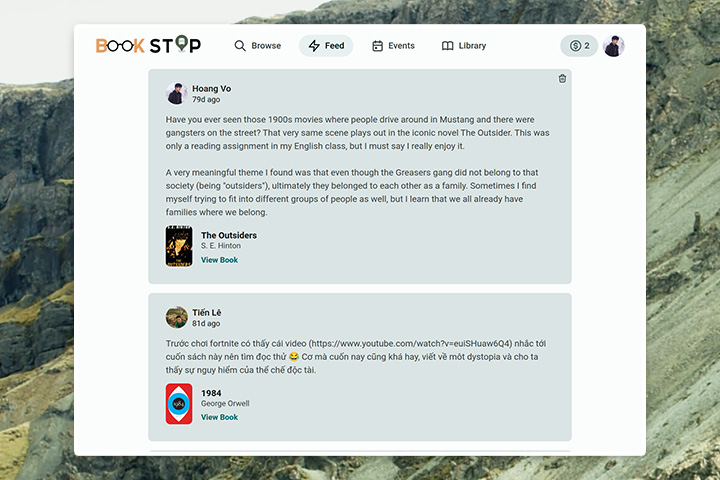 BOOK STOP
Browse
Feed
Events
Library
2
Hoang Vo
79d ago
Have you ever seen those 1900s movies where people drive around in Mustang and there were
gangsters on the street? That very same scene plays out in the iconic novel The Outsider. This was
only a reading assignment in my English class, but I must say I really enjoy it.
A very meaningful theme I found was that even though the Greasers gang did not belong to that
society (being "outsiders"), ultimately they belonged to each other as a family. Sometimes I find
myself trying to fit into different groups of people as well, but I learn that we all already have
families where we belong.
The Outsiders
S. E. Hinton
View Book
Tiến Lê
81d ago
Trước chơi fortnite có thấy cái video (https://www.youtube.com/watch?v=euiSHuaw6Q4) nhắc tới
cuốn sách này nên tìm đọc thử 😂 Cơ mà cuốn nay cũng khá hay, viết về một dystopia và cho ta
thấy sự nguy hiểm của thể chế độc tài.
1984
1984
George Orwell
View Book